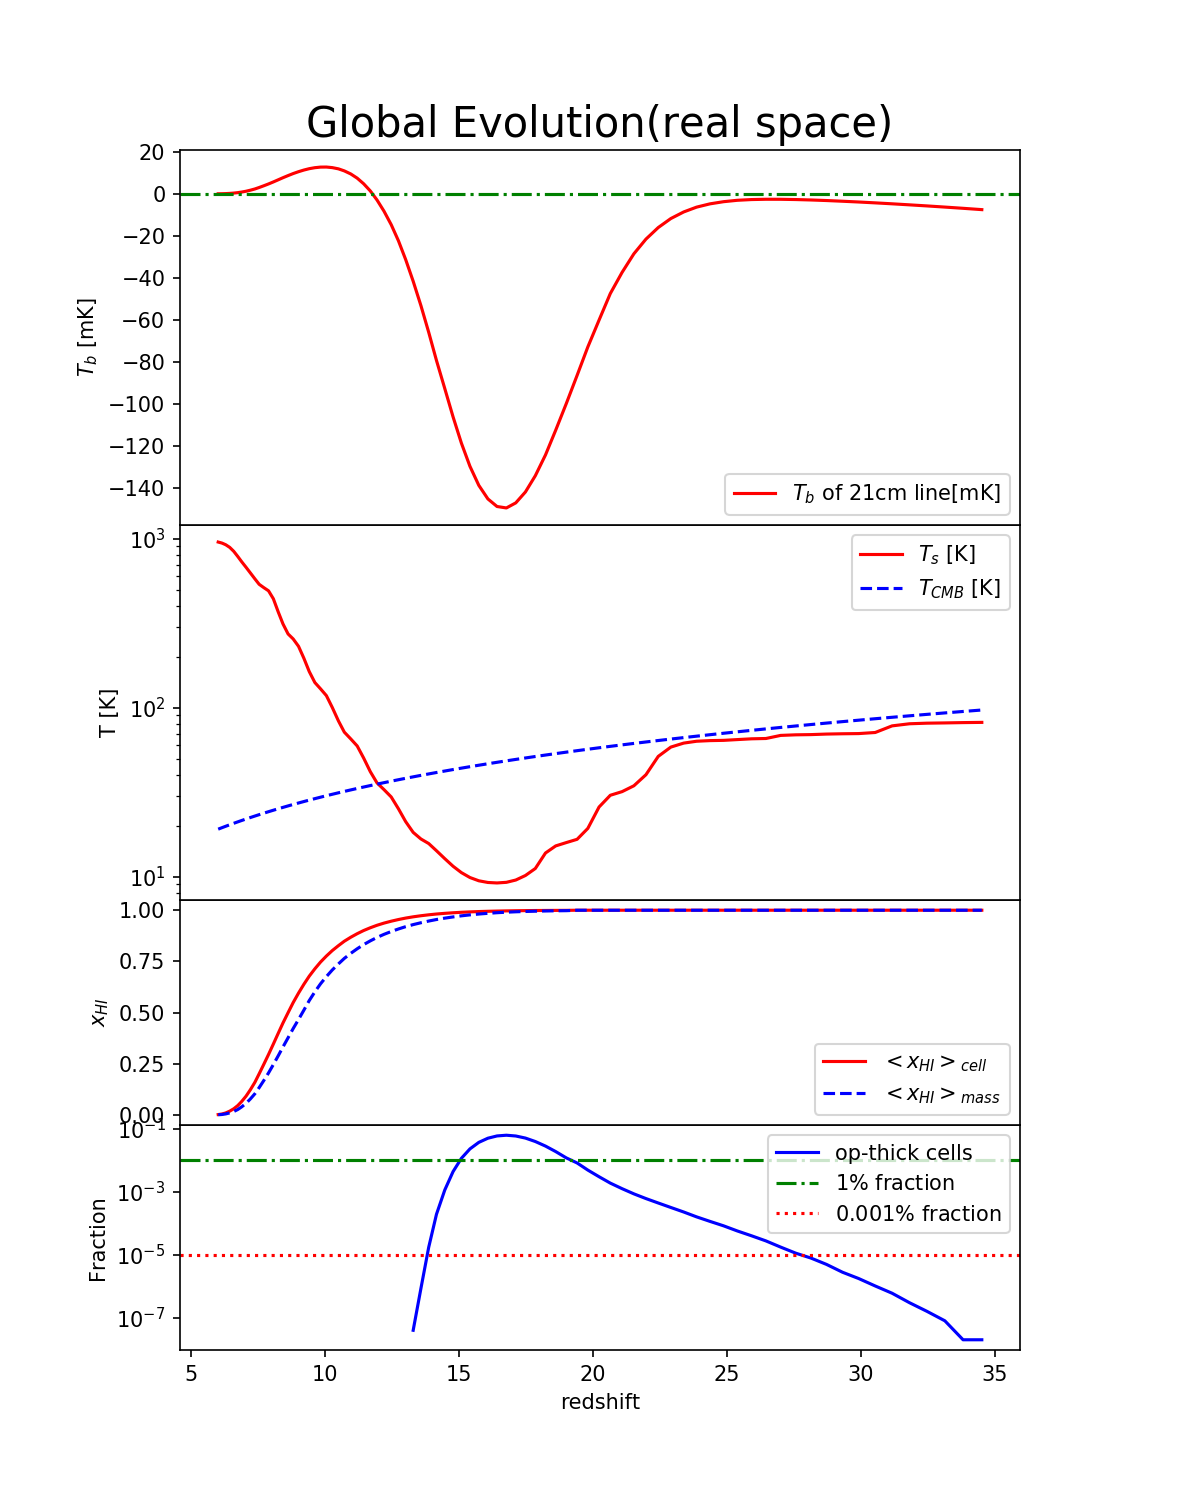 Global Evolution(real space)
20
0
−20
−40
−60
−80
−100
−120
−140
T_b [mK]
T_b of 21cm line[mK]
10^3
10^2
10^1
T [K]
T_s [K]
T_CMB [K]
1.00
0.75
0.50
0.25
0.00
x_HI
< x_HI >_cell
< x_HI >_mass
10^−1
10^−3
10^−5
10^−7
Fraction
op-thick cells
1% fraction
0.001% fraction
5 10 15 20 25 30 35
redshift